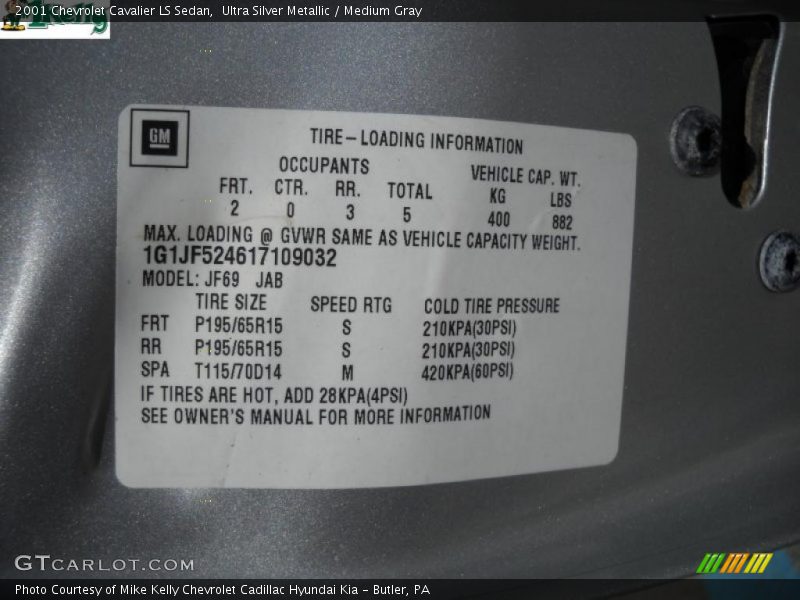 2001 Chevrolet Cavalier LS Sedan,  Ultra Silver Metallic / Medium Gray
GM
TIRE-LOADING INFORMATION
OCCUPANTS VEHICLE CAP. WT.
FRT. CTR. RR. TOTAL KG LBS
2 0 3 5 400 882
MAX. LOADING @ GVWR SAME AS VEHICLE CAPACITY WEIGHT.
1G1JF524617109032
MODEL: JF69 JAB
TIRE SIZE SPEED RTG COLD TIRE PRESSURE
FRT P195/65R15 S 210KPA(30PSI)
RR P195/65R15 S 210KPA(30PSI)
SPA T115/70D14 M 420KPA(60PSI)
IF TIRES ARE HOT, ADD 28KPA(4PSI)
SEE OWNER'S MANUAL FOR MORE INFORMATION
GTCARLOT.COM
Photo Courtesy of Mike Kelly Chevrolet Cadillac Hyundai Kia – Butler, PA